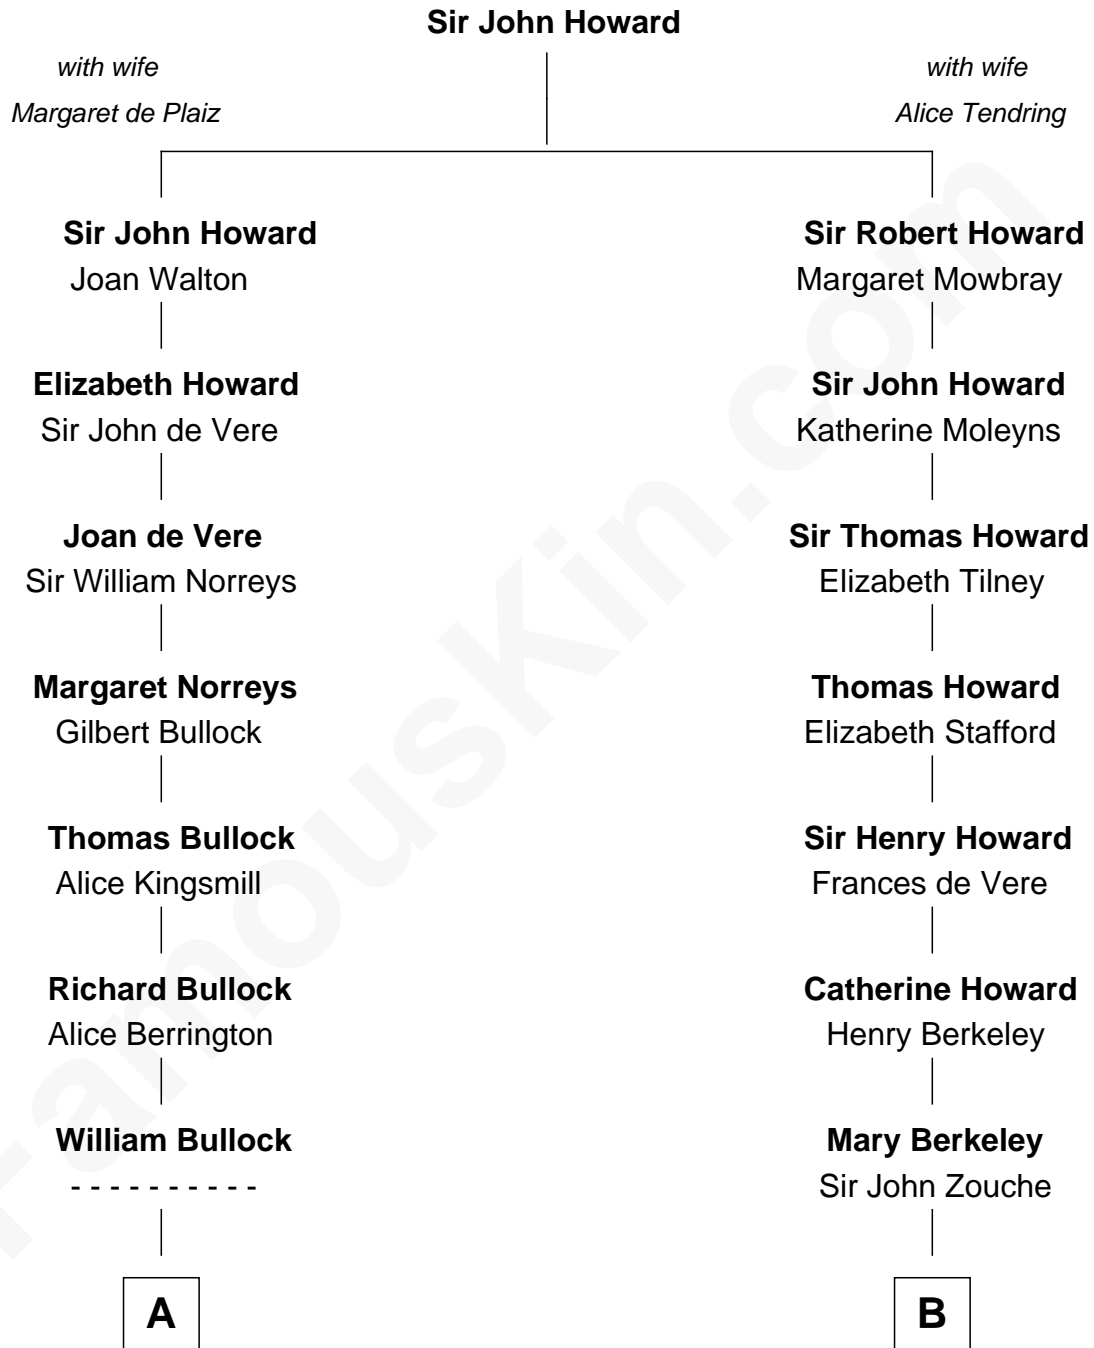 Sir John Howard
with wife
Margaret de Plaiz
with wife
Alice Tendring
Sir John Howard
Joan Walton
Elizabeth Howard
Sir John de Vere
Joan de Vere
Sir William Norreys
Margaret Norreys
Gilbert Bullock
Thomas Bullock
Alice Kingsmill
Richard Bullock
Alice Berrington
William Bullock
- - - - - - - - - -
A
Sir Robert Howard
Margaret Mowbray
Sir John Howard
Katherine Moleyns
Sir Thomas Howard
Elizabeth Tilney
Thomas Howard
Elizabeth Stafford
Sir Henry Howard
Frances de Vere
Catherine Howard
Henry Berkeley
Mary Berkeley
Sir John Zouche
B
FamousKin.com